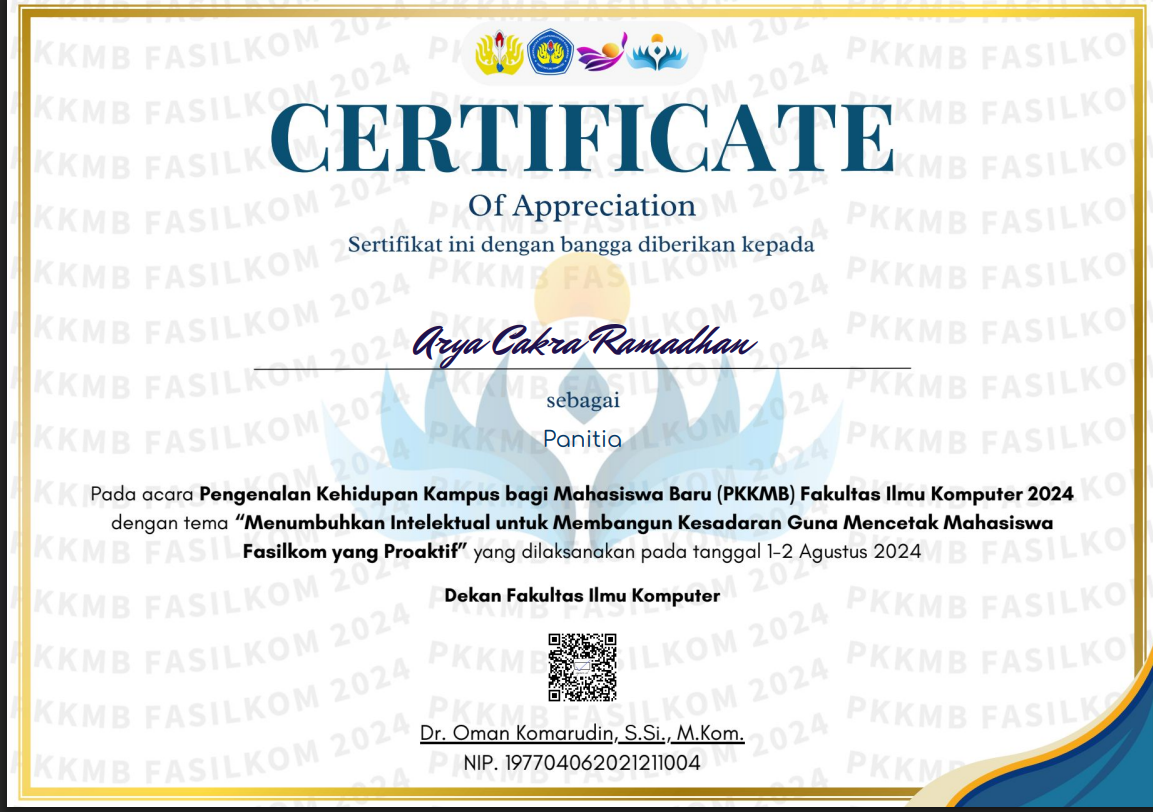 CERTIFICATE
Of Appreciation
Sertifikat ini dengan bangga diberikan kepada
Arya Cakra Ramadhan
sebagai
Panitia
Pada acara Pengenalan Kehidupan Kampus bagi Mahasiswa Baru (PKKMB) Fakultas Ilmu Komputer 2024
dengan tema “Menumbuhkan Intelektual untuk Membangun Kesadaran Guna Mencetak Mahasiswa
Fasilkom yang Proaktif” yang dilaksanakan pada tanggal 1-2 Agustus 2024
Dekan Fakultas Ilmu Komputer
Dr. Oman Komarudin, S.Si., M.Kom.
NIP. 197704062021211004
PKKMB FASILKOM 2024